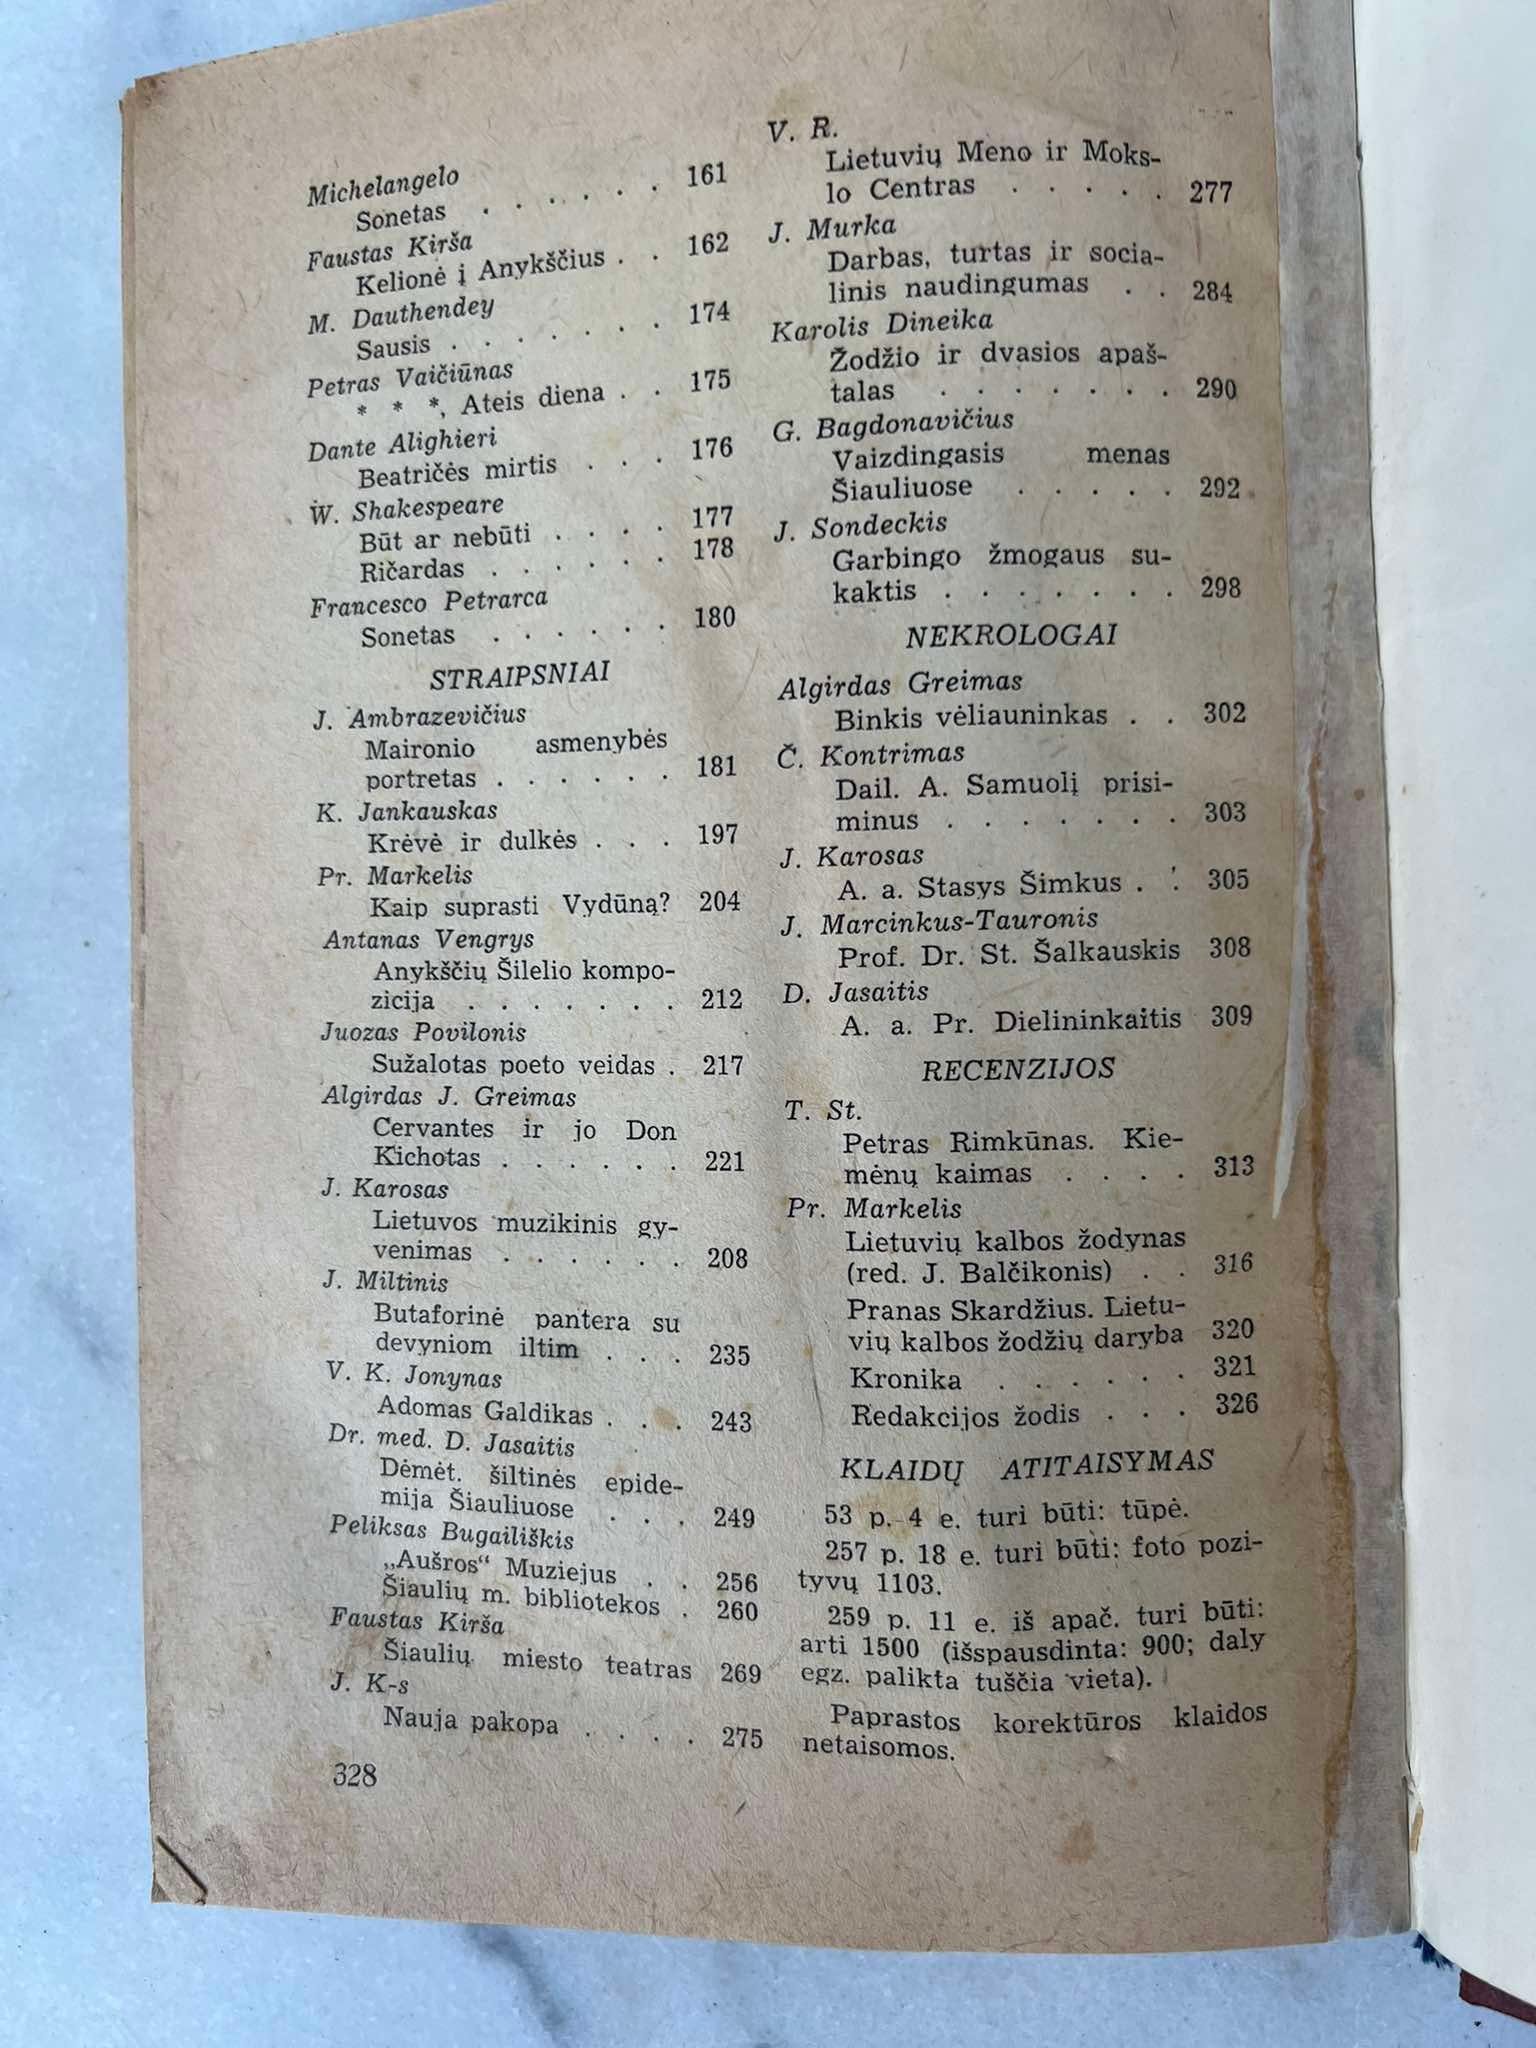 Michelangelo
Sonetas . . . . . . 161
Faustas Kirša
Kelionė į Anykščius . . 162
M. Dauthendey
Sausis . . . . . . . 174
Petras Vaičiūnas
* * *, Ateis diena . . 175
Dante Alighieri
Beatričės mirtis . . . 176
W. Shakespeare
Būt ar nebūti . . . . 177
Ričardas . . . . . . 178
Francesco Petrarca
Sonetas . . . . . . 180
STRAIPSNIAI
J. Ambrazevičius
Maironio asmenybės
portretas . . . . . . 181
K. Jankauskas
Krėvė ir dulkės . . . 197
Pr. Markelis
Kaip suprasti Vydūną? 204
Antanas Vengrys
Anykščių Šilelio kompo-
zicija . . . . . . . 212
Juozas Povilonis
Sužalotas poeto veidas . 217
Algirdas J. Greimas
Cervantes ir jo Don
Kichotas . . . . . . 221
J. Karosas
Lietuvos muzikinis gy-
venimas . . . . . . 208
J. Miltinis
Butaforinė pantera su
devyniom iltim . . . 235
V. K. Jonynas
Adomas Galdikas . . . 243
Dr. med. D. Jasaitis
Dėmėt. šiltinės epide-
mija Šiauliuose . . . 249
Peliksas Bugailiškis
„Aušros“ Muziejus . . 256
Šiaulių m. bibliotekos . 260
Faustas Kirša
Šiaulių miesto teatras 269
J. K-s
Nauja pakopa . . . . 275
328
V. R.
Lietuvių Meno ir Moks-
lo Centras . . . . . 277
J. Murka
Darbas, turtas ir socia-
linis naudingumas . . 284
Karolis Dineika
Žodžio ir dvasios apaš-
talas . . . . . . . 290
G. Bagdonavičius
Vaizdingasis menas
Šiauliuose . . . . . 292
J. Sondeckis
Garbingo žmogaus su-
kaktis . . . . . . . 298
NEKROLOGAI
Algirdas Greimas
Binkis vėliauninkas . . 302
Č. Kontrimas
Dail. A. Samuolį prisi-
minus . . . . . . . 303
J. Karosas
A. a. Stasys Šimkus . . 305
J. Marcinkus-Tauronis
Prof. Dr. St. Šalkauskis 308
D. Jasaitis
A. a. Pr. Dielininkaitis 309
RECENZIJOS
T. St.
Petras Rimkūnas. Kie-
mėnų kaimas . . . . 313
Pr. Markelis
Lietuvių kalbos žodynas
(red. J. Balčikonis) . . 316
Pranas Skardžius. Lietu-
vių kalbos žodžių daryba 320
Kronika . . . . . . 321
Redakcijos žodis . . . 326
KLAIDŲ ATITAISYMAS
53 p. 4 e. turi būti: tūpė.
257 p. 18 e. turi būti: foto pozi-
tyvų 1103.
259 p. 11 e. iš apač. turi būti:
arti 1500 (išspausdinta: 900; daly
egz. palikta tuščia vieta).
Paprastos korektūros klaidos
netaisomos.